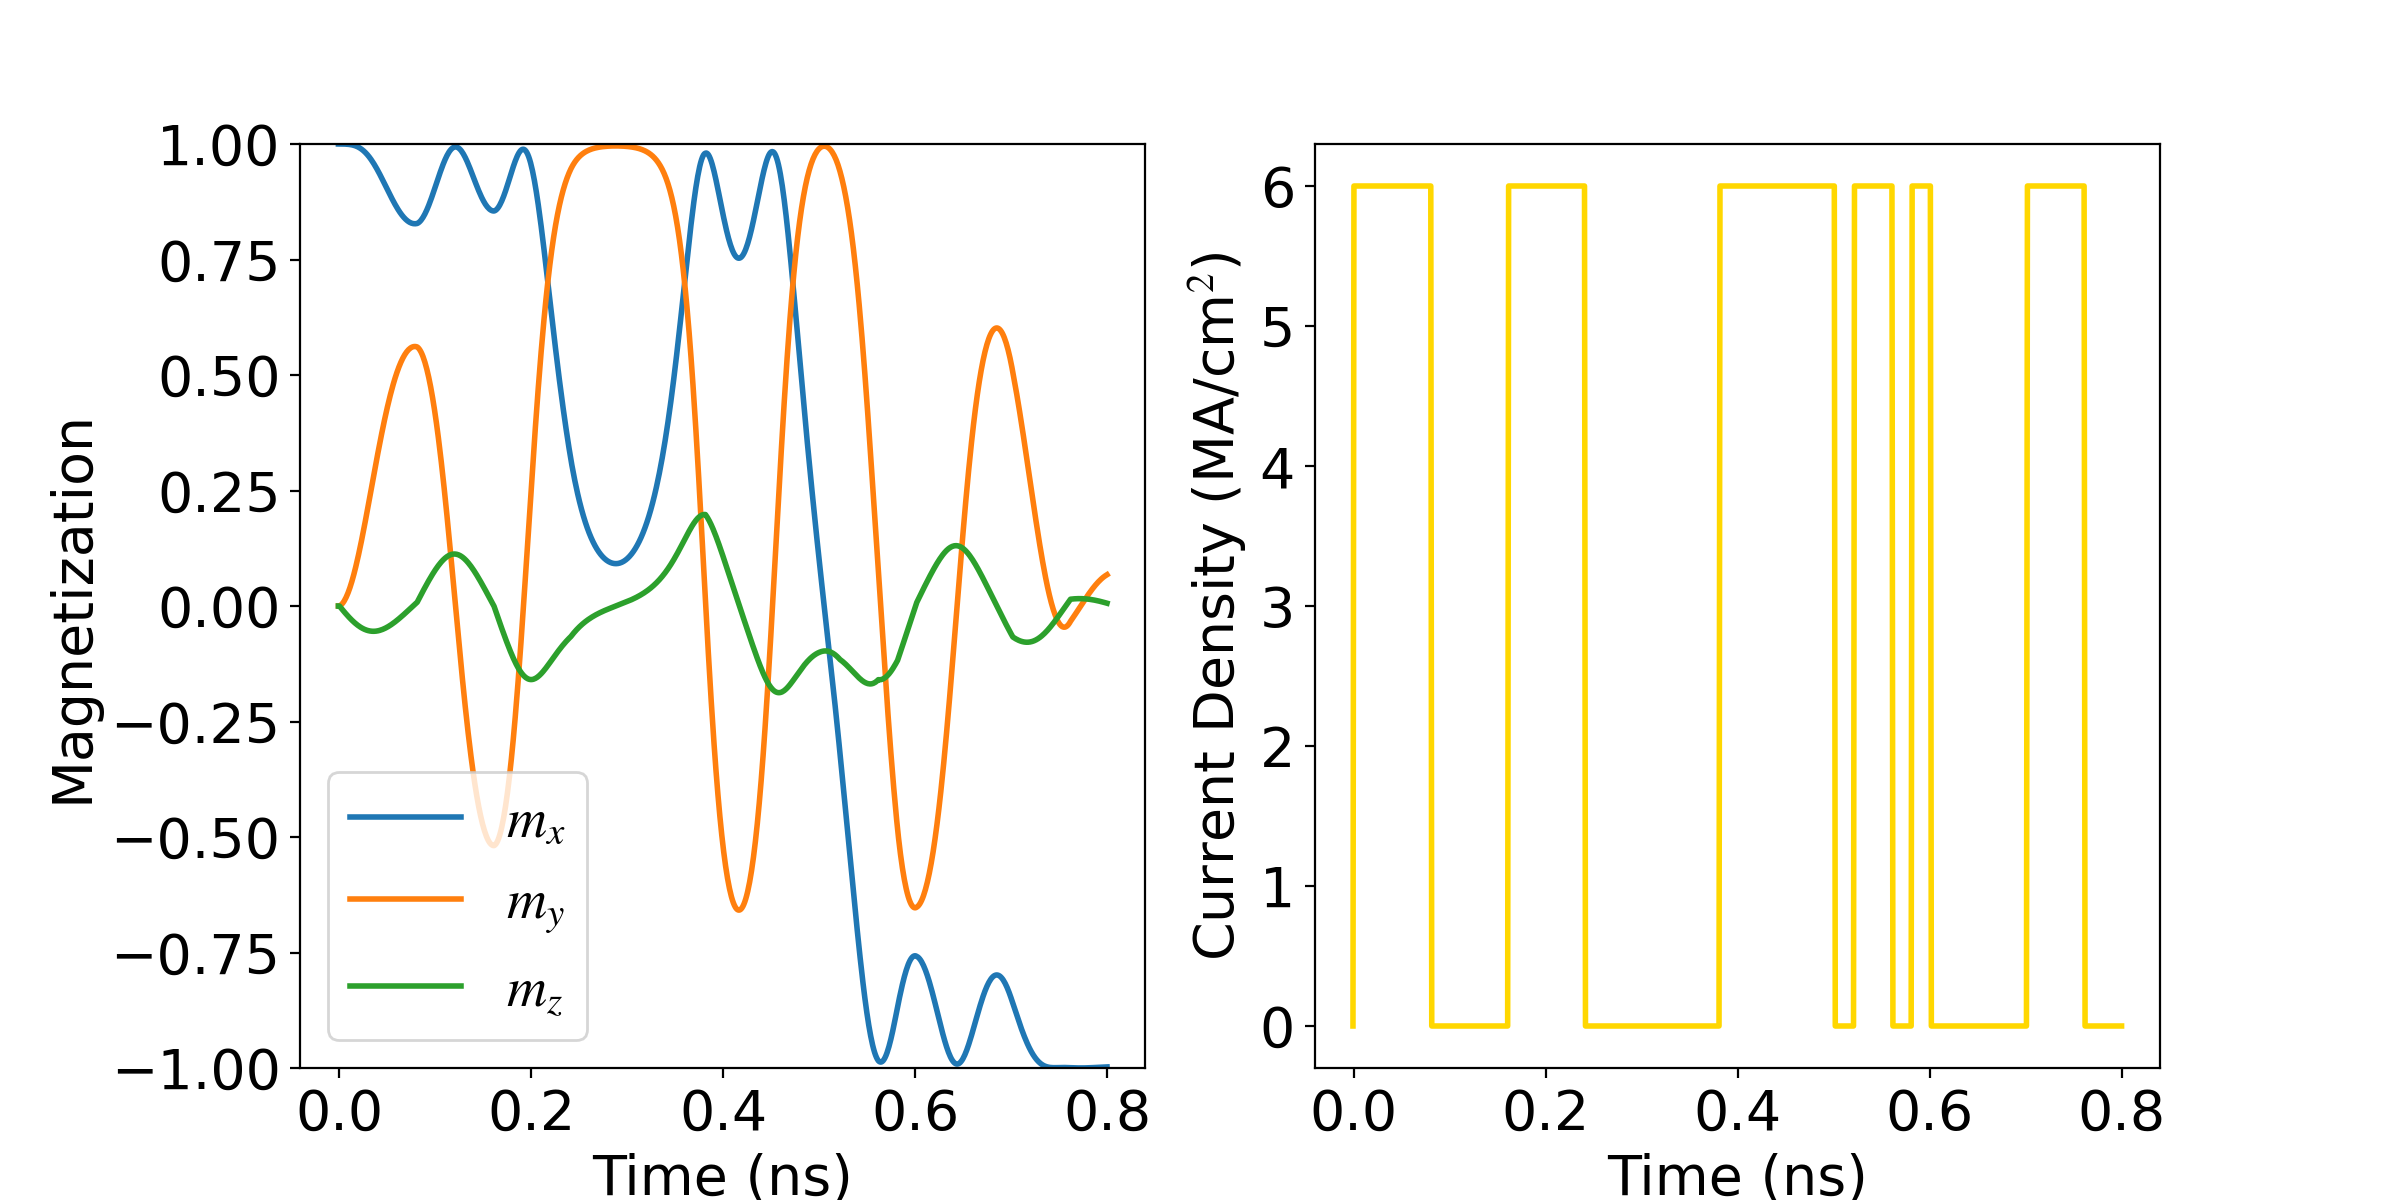 1.00
0.75
0.50
0.25
0.00
−0.25
−0.50
−0.75
−1.00
Magnetization
m_x
m_y
m_z
0.0 0.2 0.4 0.6 0.8
Time (ns)
6
5
4
3
2
1
0
Current Density (MA/cm²)
0.0 0.2 0.4 0.6 0.8
Time (ns)